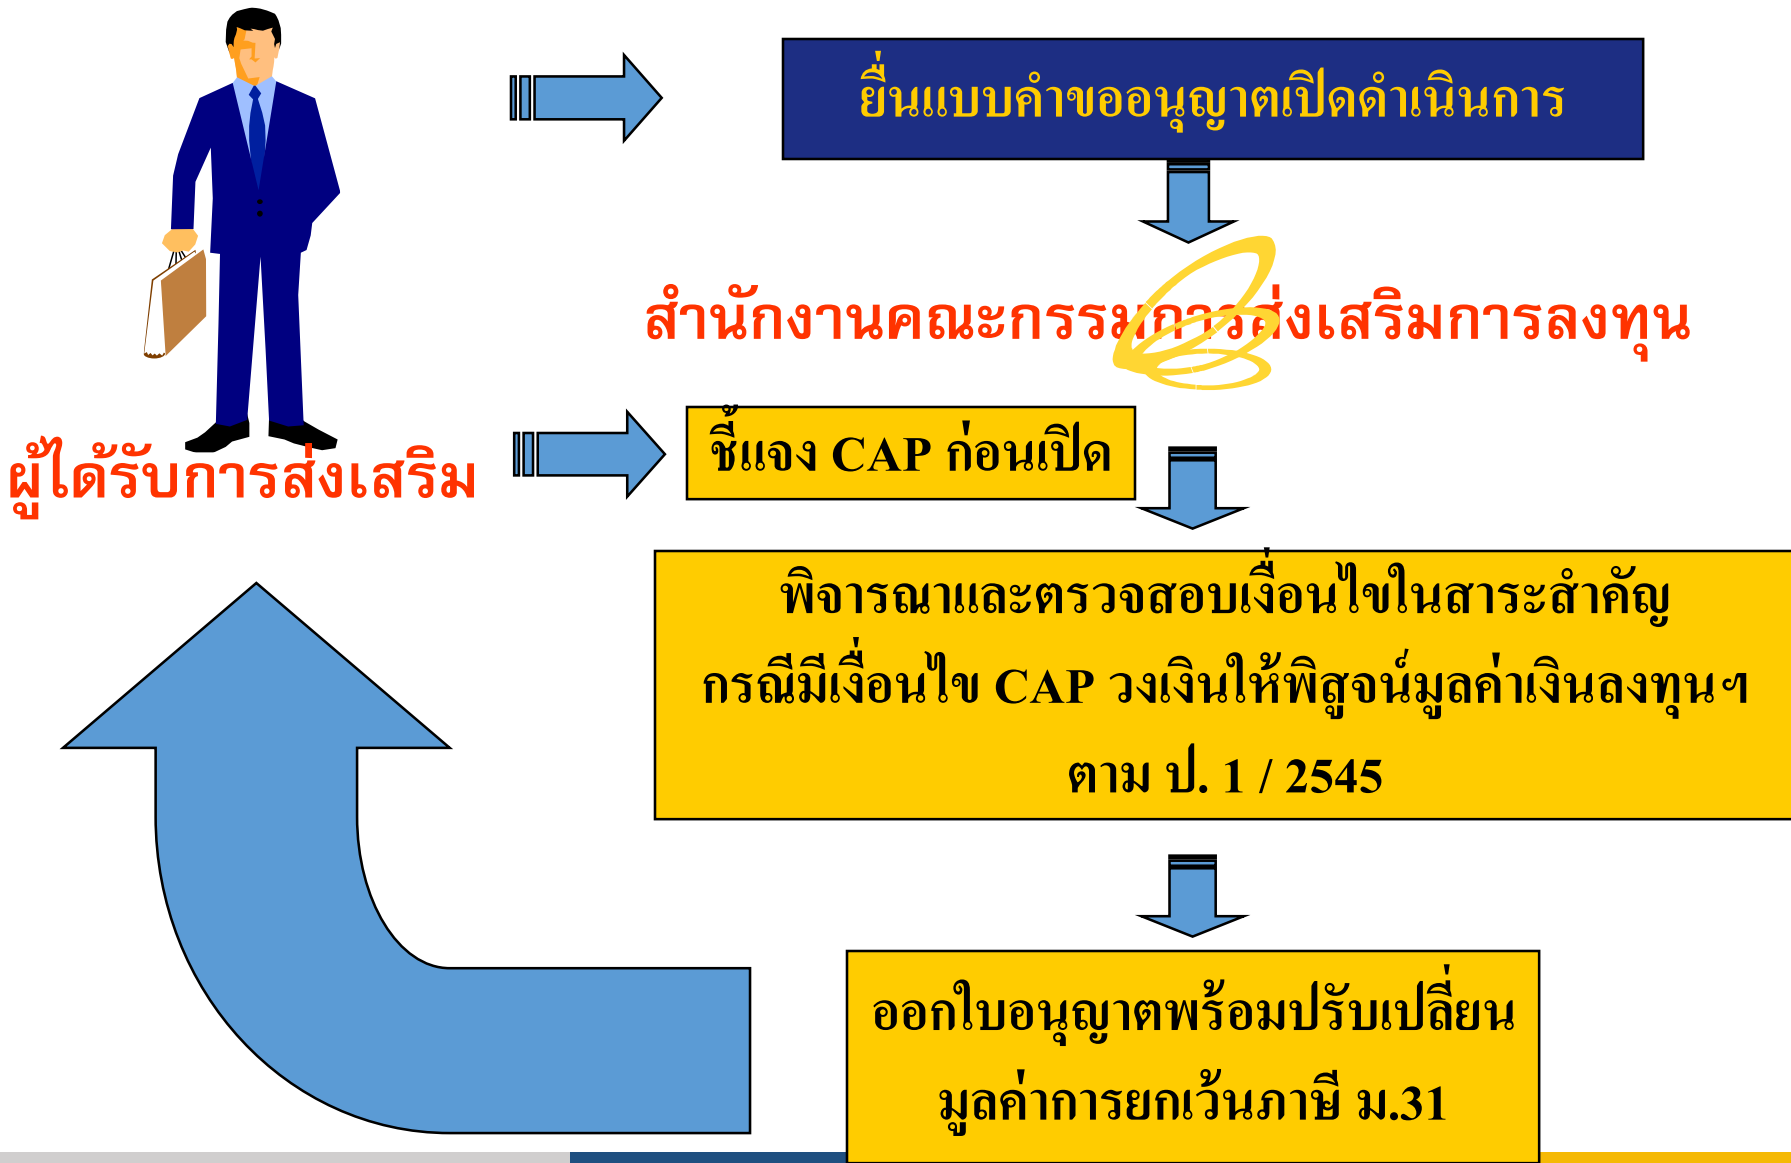 ยื่นแบบคำขออนุญาตเปิดดำเนินการ
สำนักงานคณะกรรมการส่งเสริมการลงทุน
ผู้ได้รับการส่งเสริม
ชี้แจง CAP ก่อนเปิด
พิจารณาและตรวจสอบเงื่อนไขในสาระสำคัญ
กรณีมีเงื่อนไข CAP วงเงินให้พิสูจน์มูลค่าเงินลงทุนฯ
ตาม ป. 1 / 2545
ออกใบอนุญาตพร้อมปรับเปลี่ยน
มูลค่าการยกเว้นภาษี ม.31